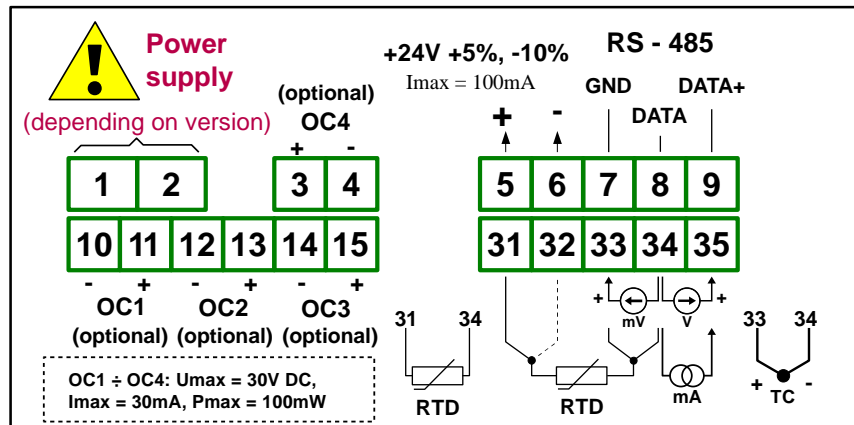 Power
supply
(depending on version)
+24V +5%, -10%
Imax = 100mA
RS - 485
GND
DATA+
DATA
(optional)
OC4
+ -
+ -
1 2 3 4 5 6 7 8 9
10 11 12 13 14 15 31 32 33 34 35
- + - + - +
OC1 OC2 OC3
(optional) (optional) (optional)
+ mV V +
31 34
33 34
OC1 ÷ OC4: Umax = 30V DC,
Imax = 30mA, Pmax = 100mW
RTD
RTD
mA
+ TC -